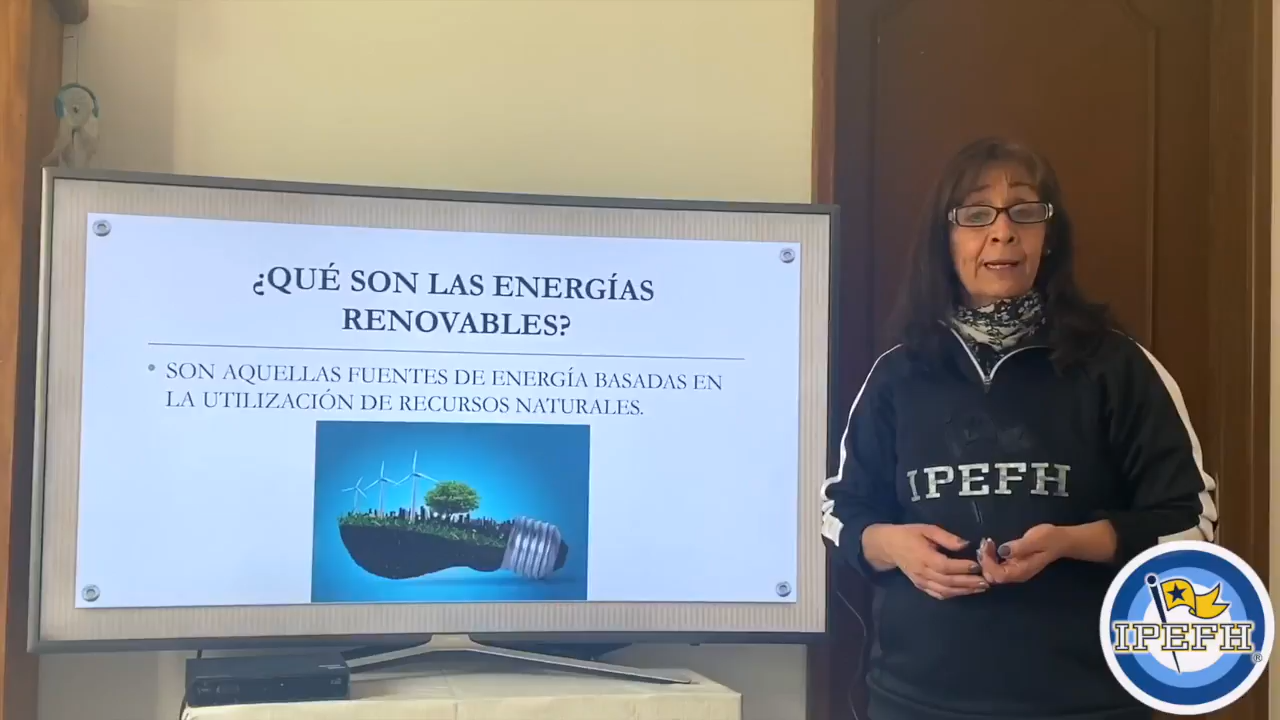 ¿QUÉ SON LAS ENERGÍAS
RENOVABLES?
SON AQUELLAS FUENTES DE ENERGÍA BASADAS EN
LA UTILIZACIÓN DE RECURSOS NATURALES.
IPEFH
IPEFH®